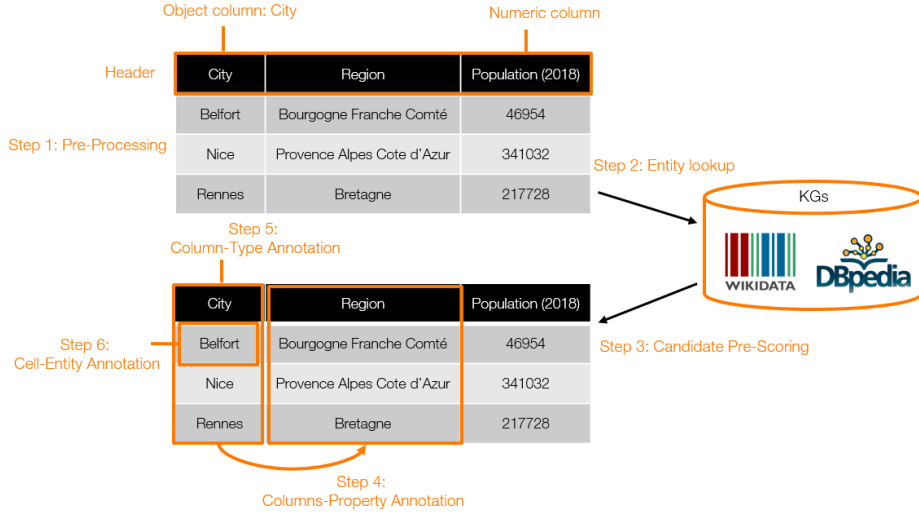 Object column: City
Numeric column
Header
City Region Population (2018)
Belfort Bourgogne Franche Comté 46954
Step 1: Pre-Processing
Nice Provence Alpes Cote d'Azur 341032
Step 2: Entity lookup
Rennes Bretagne 217728
KGs
WIKIDATA
DBpedia
Step 5:
Column-Type Annotation
City Region Population (2018)
Step 6:
Cell-Entity Annotation
Belfort Bourgogne Franche Comté 46954
Step 3: Candidate Pre-Scoring
Nice Provence Alpes Cote d'Azur 341032
Rennes Bretagne 217728
Step 4:
Columns-Property Annotation